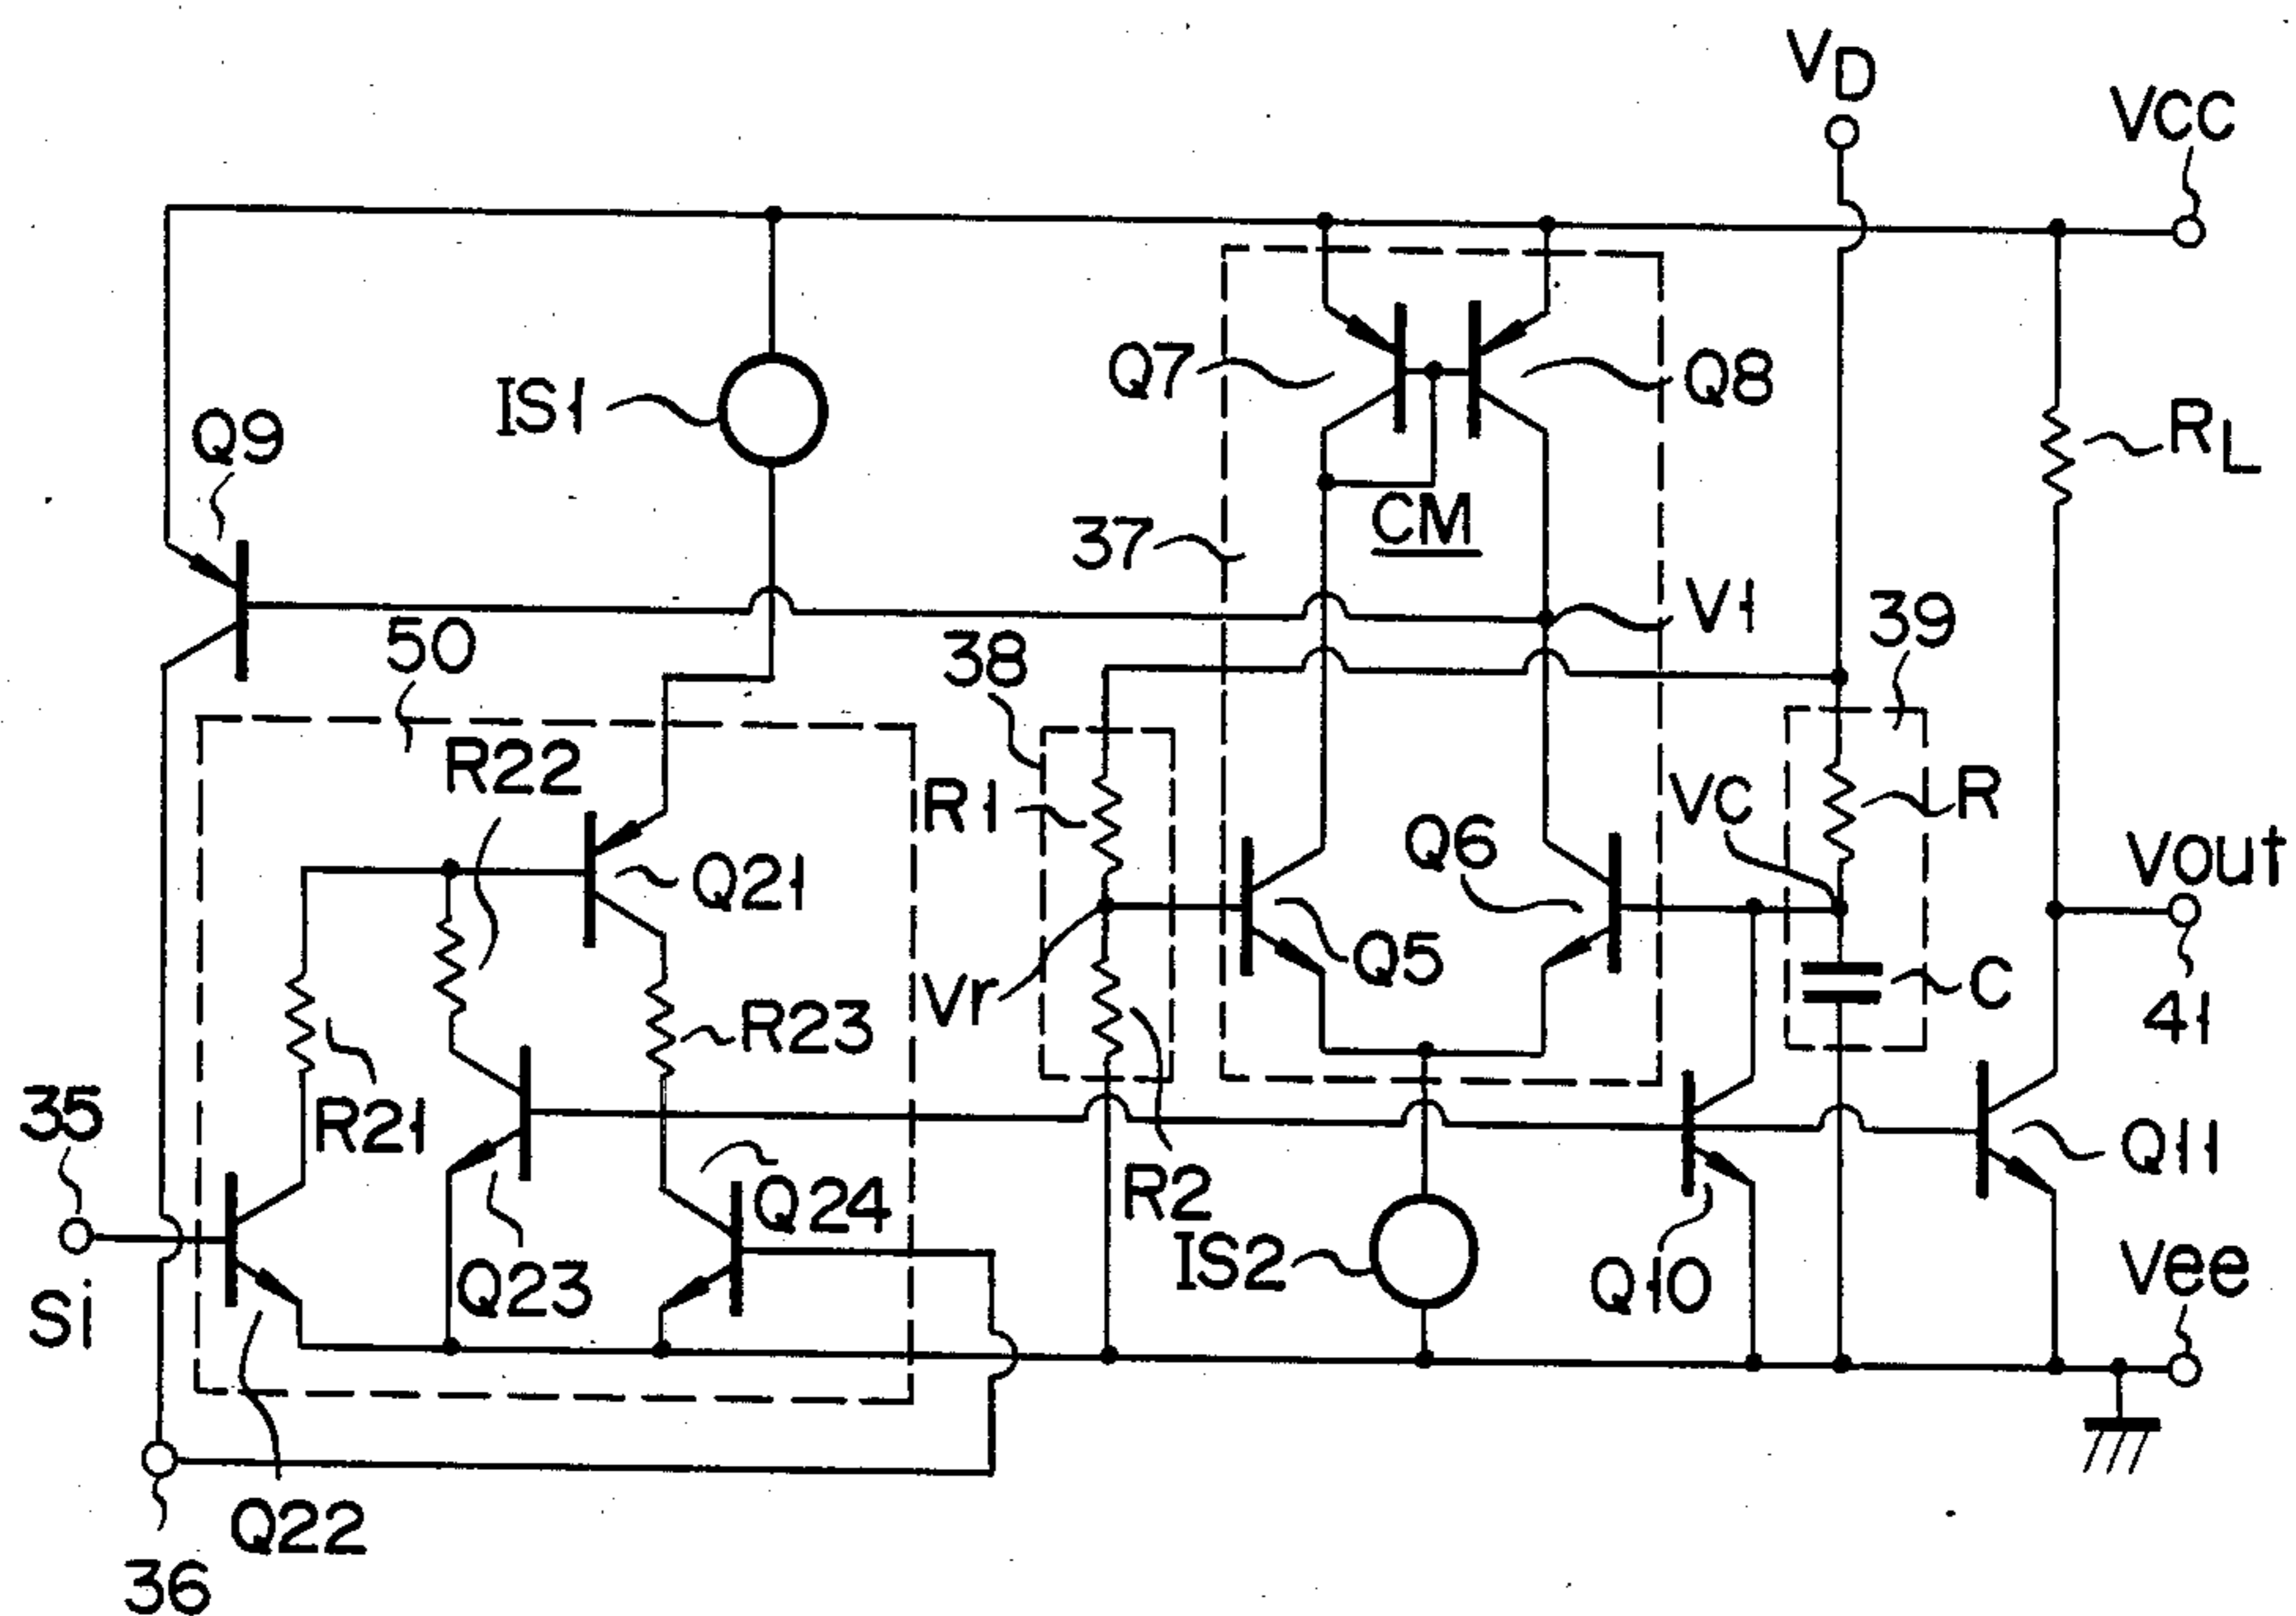 VD
VCC
Q7
Q8
IS1
RL
Q9
CM
37
V1
39
50
38
R22
R1
VC
R
Q6
Vout
Q21
Q5
Vr
C
R23
41
35
R21
Q11
Q24
R2
IS2
Q10
Vee
Q23
Si
Q22
36